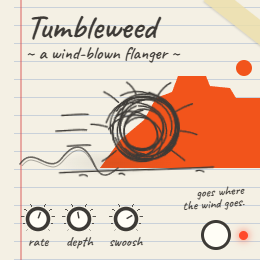 Tumbleweed
~ a wind-blown flanger ~
goes where
the wind goes.
rate depth swoosh